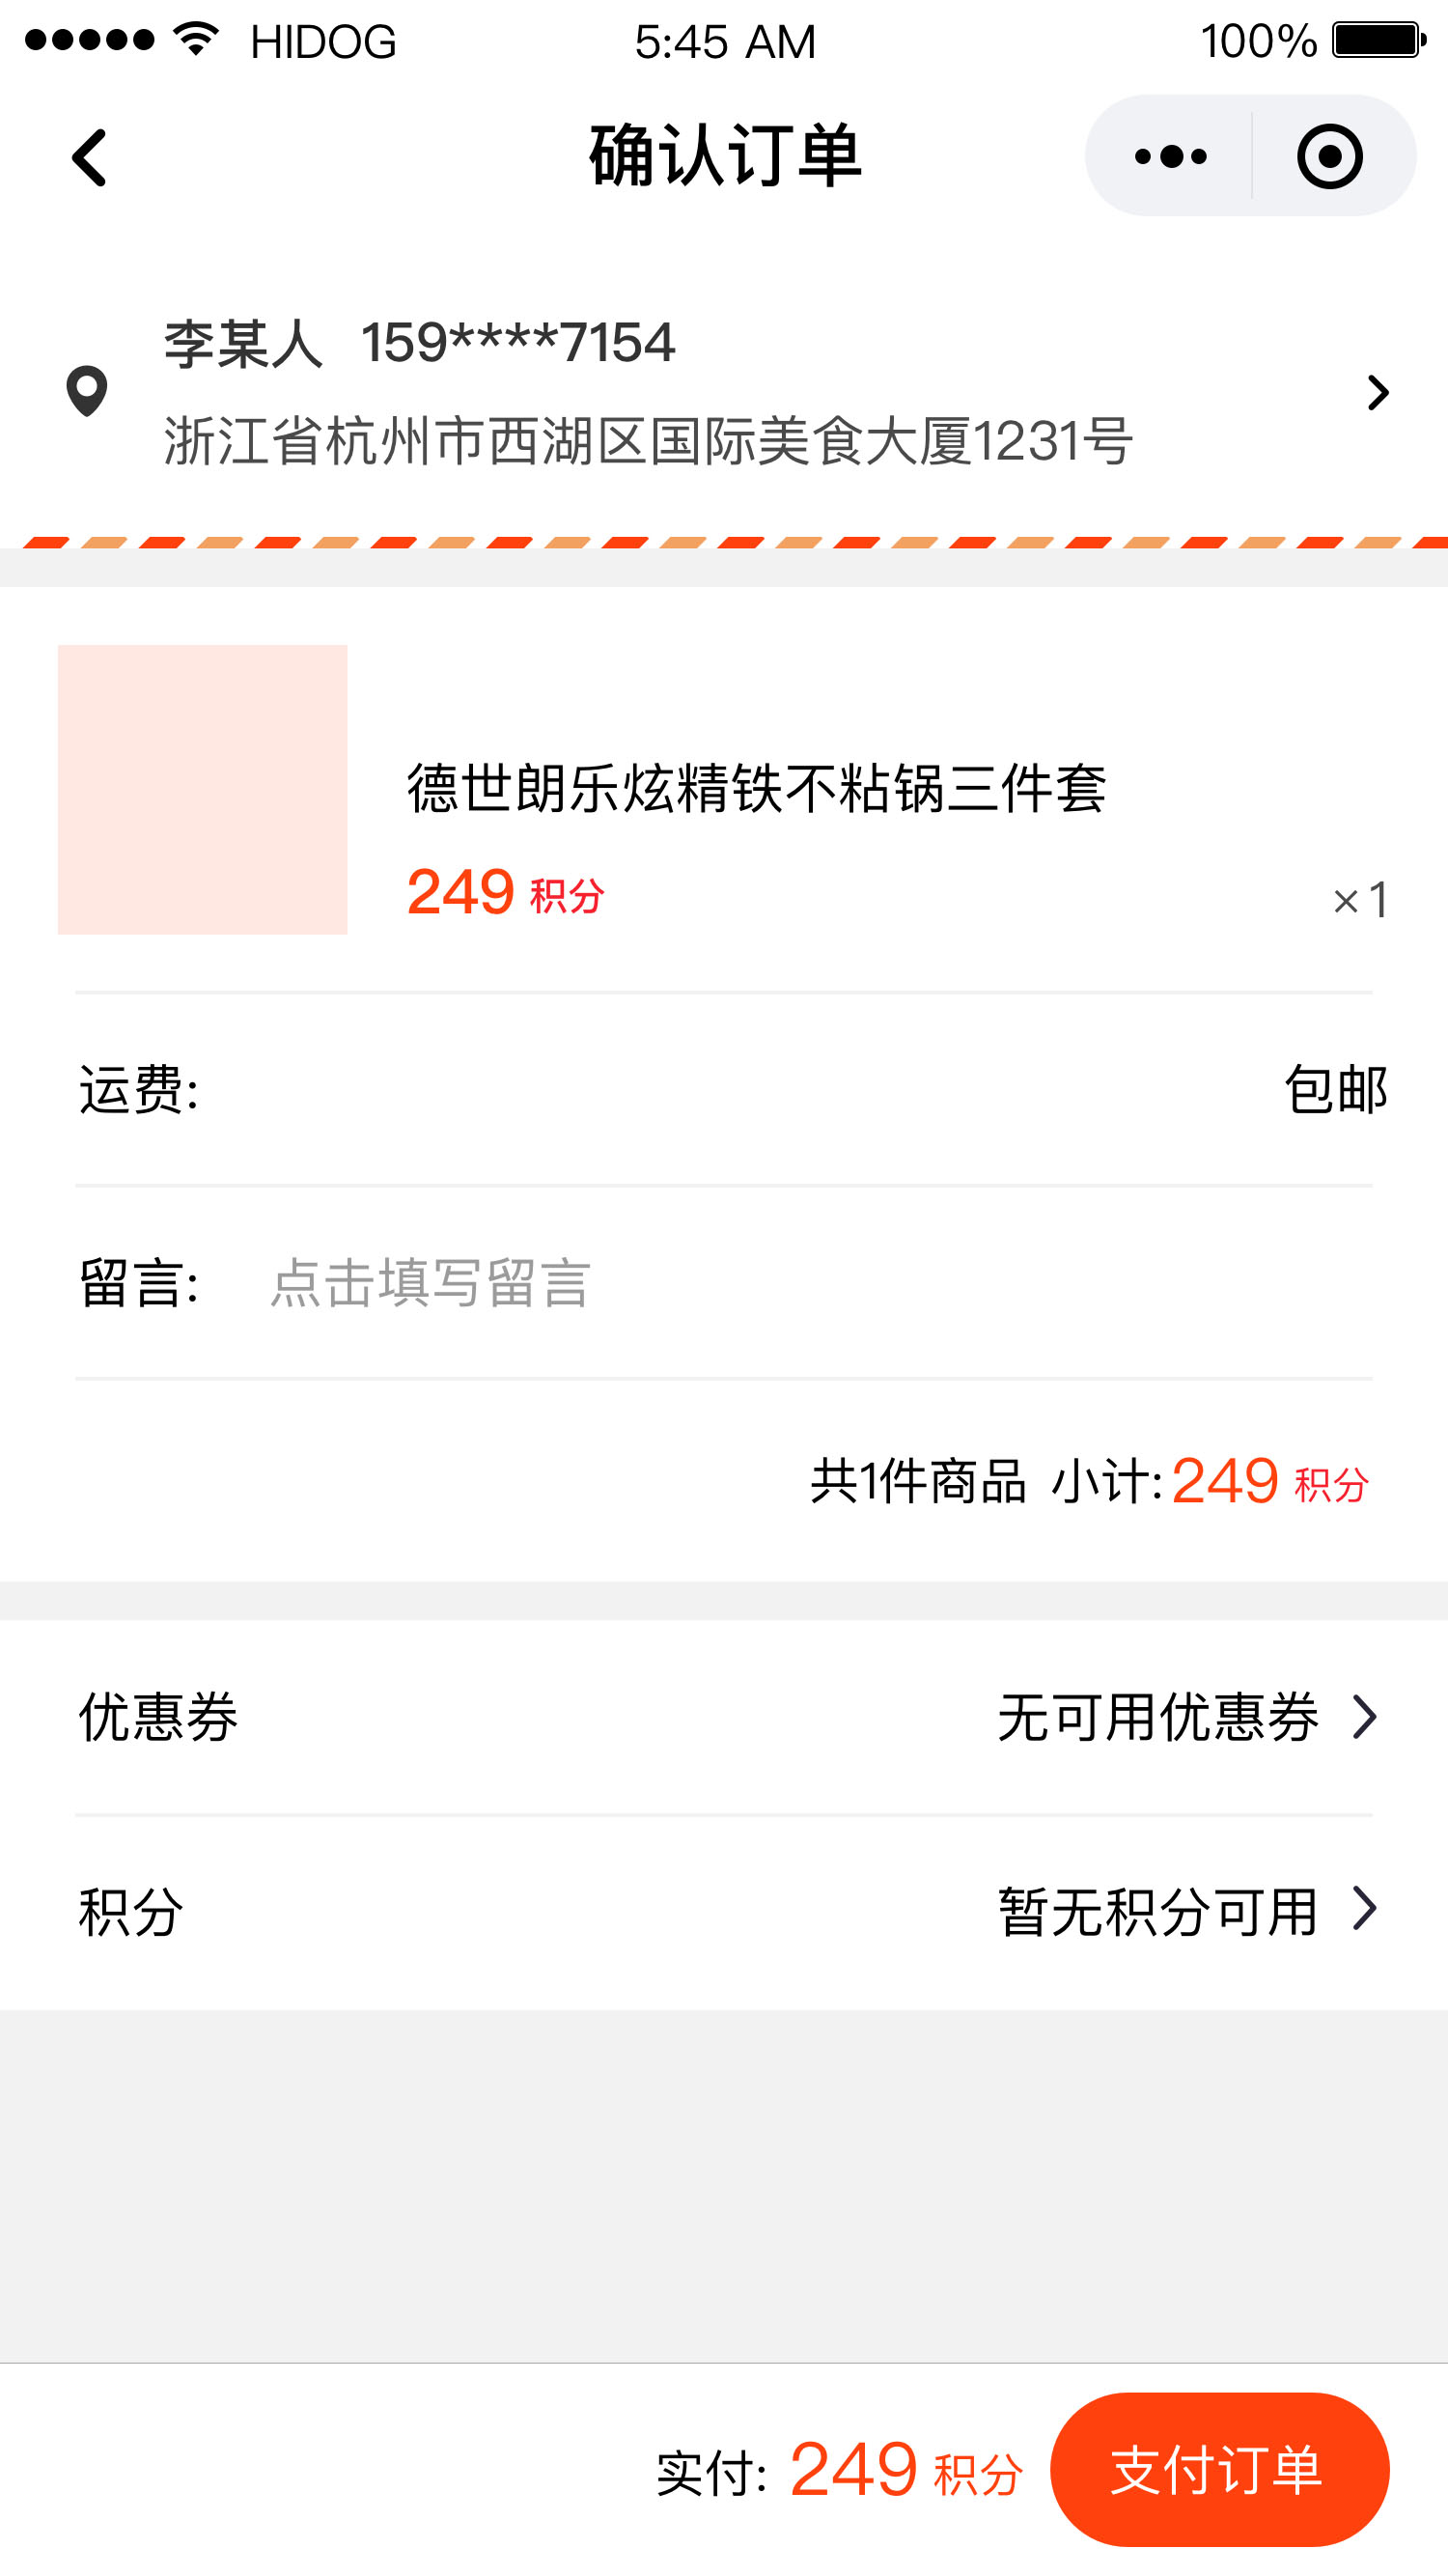 HIDOG 5:45 AM 100%
确认订单
李某人 159****7154
浙江省杭州市西湖区国际美食大厦1231号
德世朗乐炫精铁不粘锅三件套
249 积分 ×1
运费: 包邮
留言: 点击填写留言
共1件商品 小计:249 积分
优惠券 无可用优惠券
积分 暂无积分可用
实付: 249 积分 支付订单